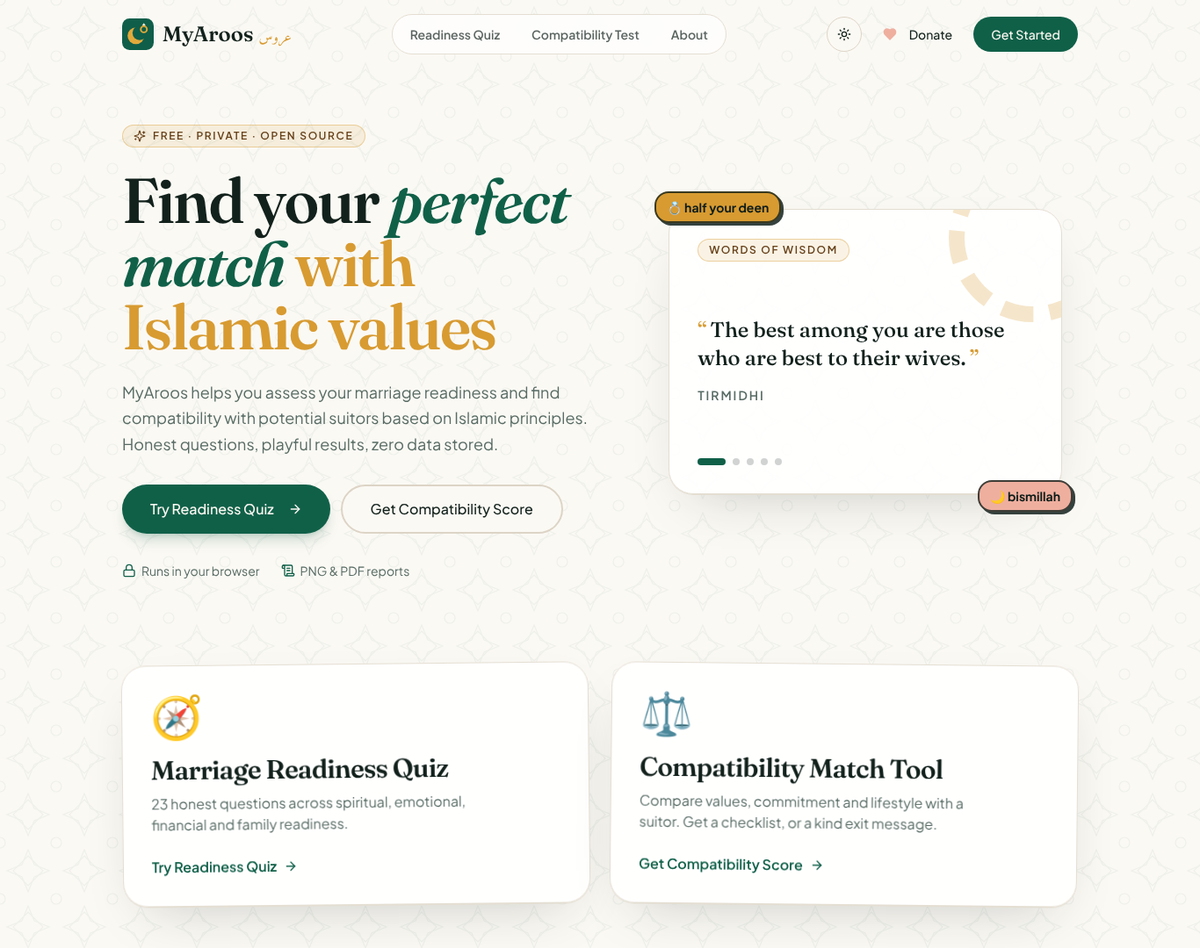 MyAroos عروس
Readiness Quiz
Compatibility Test
About
Donate
Get Started
FREE · PRIVATE · OPEN SOURCE
Find your perfect
match with
Islamic values
MyAroos helps you assess your marriage readiness and find
compatibility with potential suitors based on Islamic principles.
Honest questions, playful results, zero data stored.
Try Readiness Quiz →
Get Compatibility Score
Runs in your browser
PNG & PDF reports
💍 half your deen
WORDS OF WISDOM
“ The best among you are those
who are best to their wives. ”
TIRMIDHI
🌙 bismillah
Marriage Readiness Quiz
23 honest questions across spiritual, emotional,
financial and family readiness.
Try Readiness Quiz →
Compatibility Match Tool
Compare values, commitment and lifestyle with a
suitor. Get a checklist, or a kind exit message.
Get Compatibility Score →